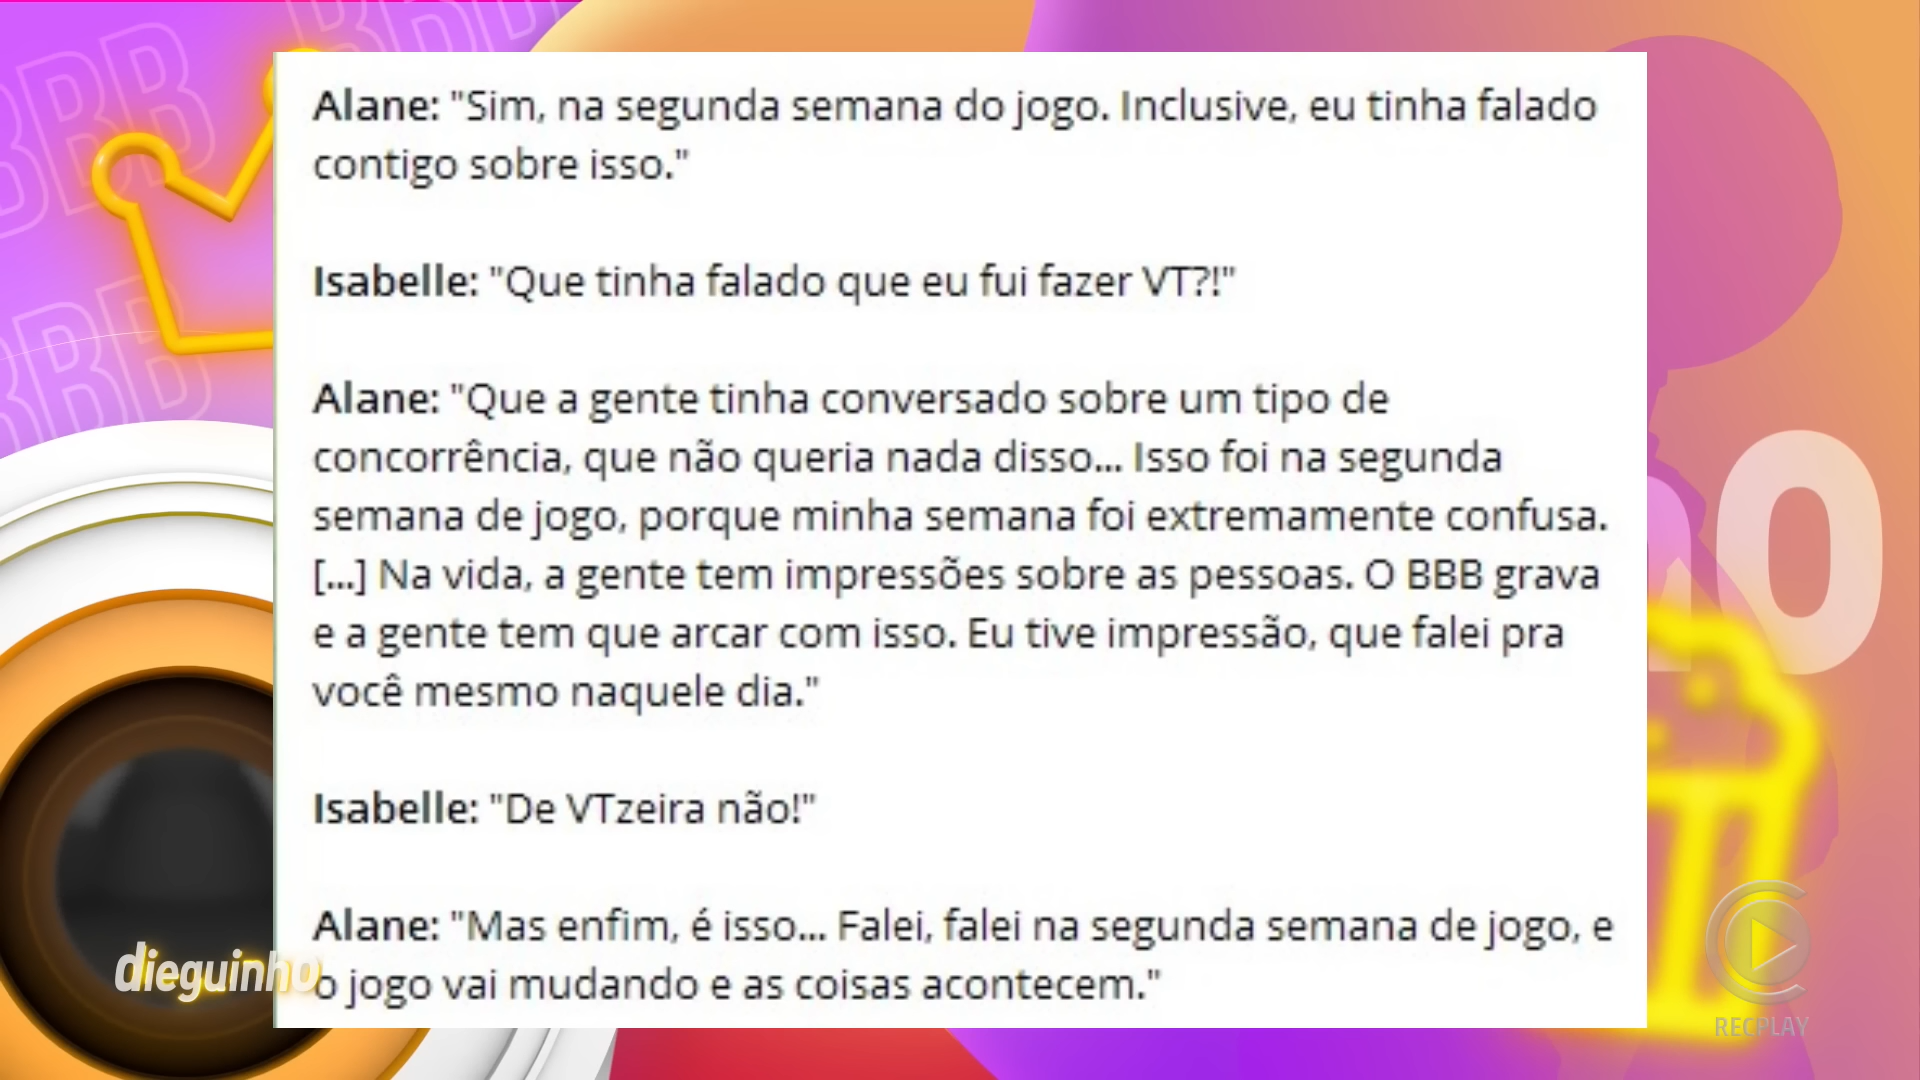 BBB
BBB
BBB
Alane: "Sim, na segunda semana do jogo. Inclusive, eu tinha falado
contigo sobre isso."
Isabelle: "Que tinha falado que eu fui fazer VT?!"
Alane: "Que a gente tinha conversado sobre um tipo de
concorrência, que não queria nada disso... Isso foi na segunda
semana de jogo, porque minha semana foi extremamente confusa.
[...] Na vida, a gente tem impressões sobre as pessoas. O BBB grava
e a gente tem que arcar com isso. Eu tive impressão, que falei pra
você mesmo naquele dia."
Isabelle: "De VTzeira não!"
Alane: "Mas enfim, é isso... Falei, falei na segunda semana de jogo, e
o jogo vai mudando e as coisas acontecem."
dieguinho
RECPLAY